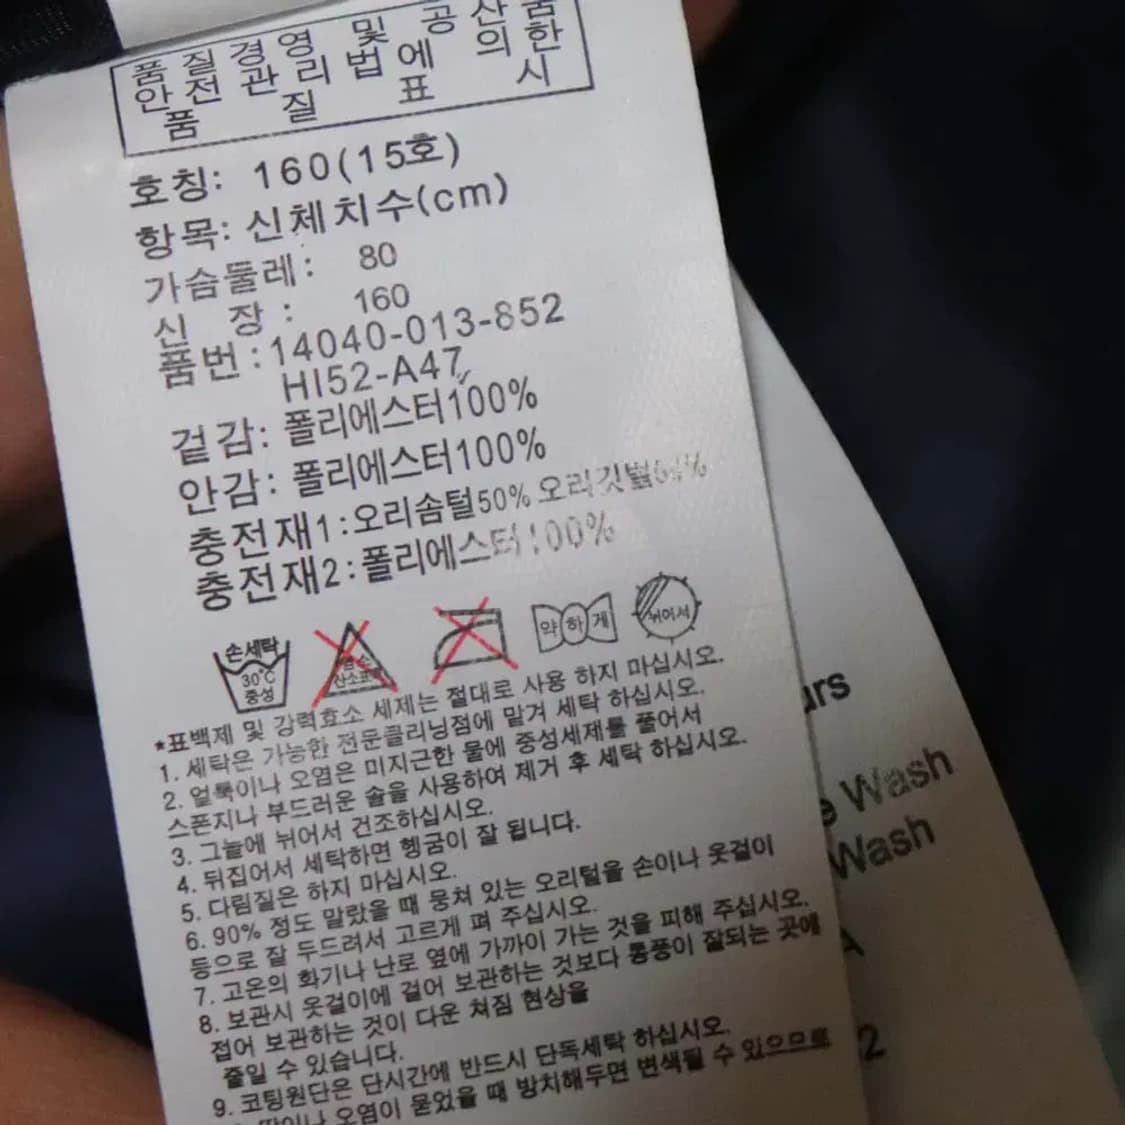 품질경영 및 공산품한
안전관리법에 의한
품 질 표 시
호칭: 160(15호)
항목: 신체치수(cm)
가슴둘레: 80
신 장: 160
품번: 14040-013-852
HI52-A47
겉감: 폴리에스터100%
안감: 폴리에스터100%
충전재1:오리솜털50% 오리깃털
충전재2:폴리에스터100%
손세탁
30℃
중성
산소표백
약하게
뉘어서
*표백제 및 강력효소 세제는 절대로 사용 하지 마십시오.
1. 세탁은 가능한 전문클리닝점에 맡겨 세탁 하십시오.
2. 얼룩이나 오염은 미지근한 물에 중성세제를 풀어서
스폰지나 부드러운 솔을 사용하여 제거 후 세탁 하십시오.
3. 그늘에 뉘어서 건조하십시오.
4. 뒤집어서 세탁하면 헹굼이 잘 됩니다.
5. 다림질은 하지 마십시오.
6. 90% 정도 말랐을 때 뭉쳐 있는 오리털을 손이나 옷걸이
등으로 잘 두드려서 고르게 펴 주십시오.
7. 고온의 화기나 난로 옆에 가까이 가는 것을 피해 주십시오.
8. 보관시 옷걸이에 걸어 보관하는 것보다 통풍이 잘되는 곳에
접어 보관하는 것이 다운 쳐짐 현상을
줄일 수 있습니다.
9. 코팅원단은 단시간에 반드시 단독세탁 하십시오.
오염이 묻었을 때 방치해두면 변색될 수 있으므로
urs
e Wash
Wash
A
2